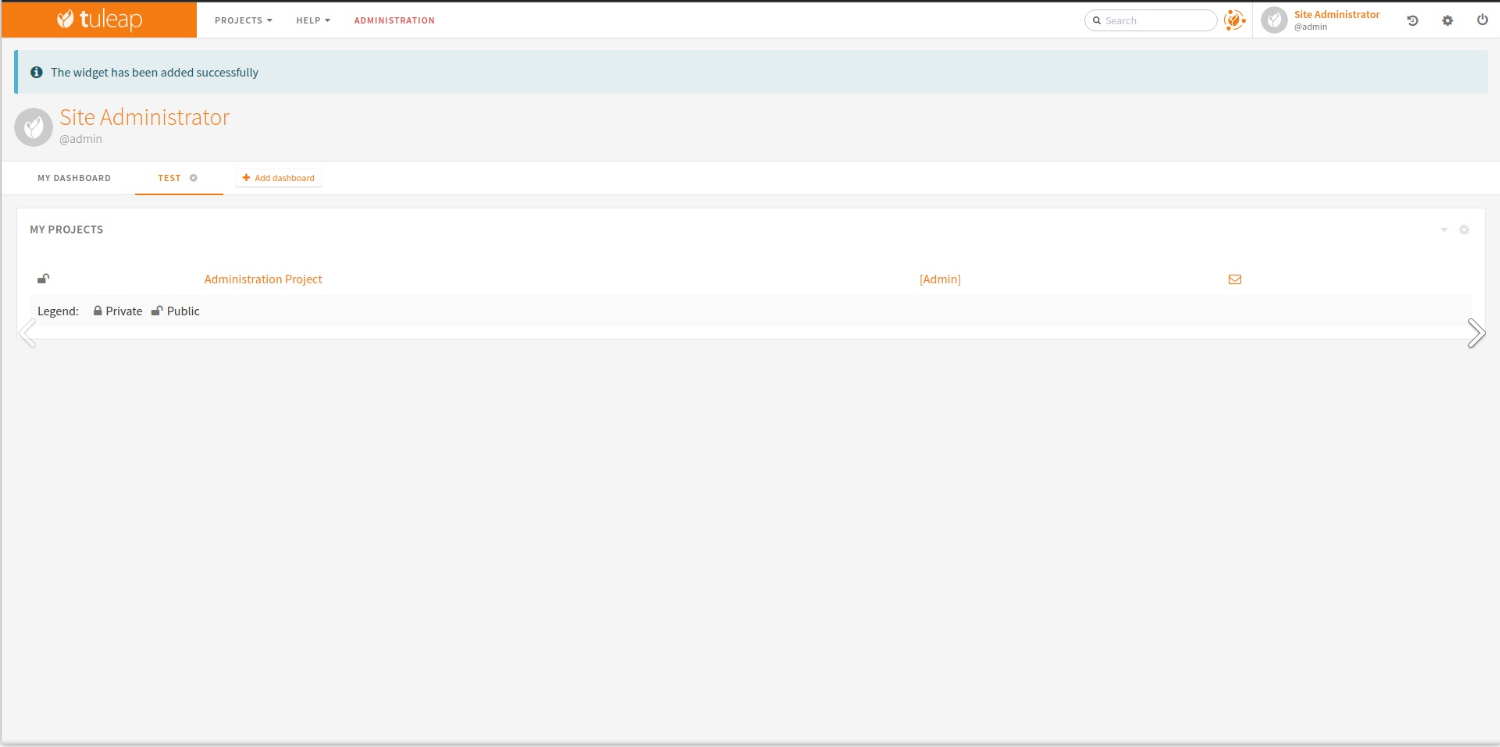 tuleap PROJECTS HELP ADMINISTRATION Search Site Administrator
@admin
The widget has been added successfully
Site Administrator
@admin
MY DASHBOARD TEST Add dashboard
MY PROJECTS
Administration Project [Admin]
Legend: Private Public